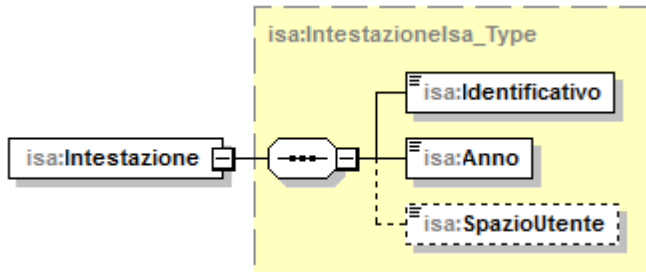 isa:IntestazioneIsa_Type
isa:Identificativo
isa:Intestazione
isa:Anno
isa:SpazioUtente